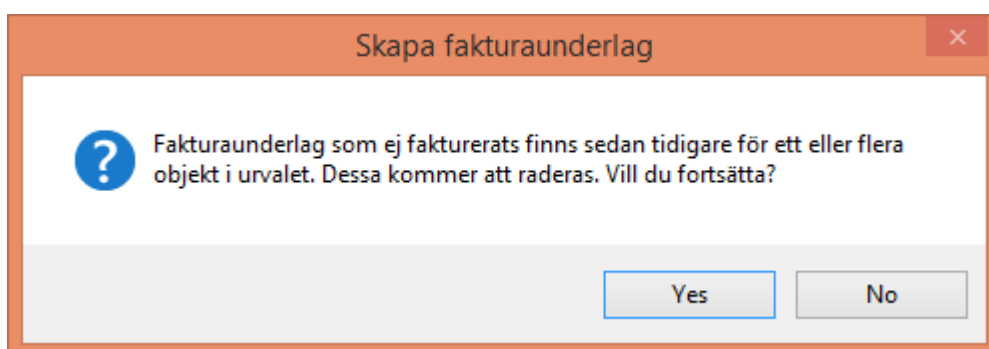 Skapa fakturaunderlag
Fakturaunderlag som ej fakturerats finns sedan tidigare för ett eller flera
objekt i urvalet. Dessa kommer att raderas. Vill du fortsätta?
Yes
No